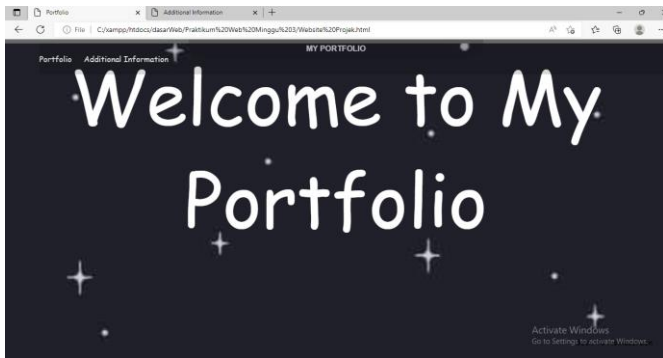 Portfolio
Additional Information
File
C:/xampp/htdocs/dasarWeb/Praktikum%20Web%20Minggu%203/Website%20Projek.html
MY PORTFOLIO
Portfolio Additional Information
Welcome to My
Portfolio
Activate Windows
Go to Settings to activate Windows.